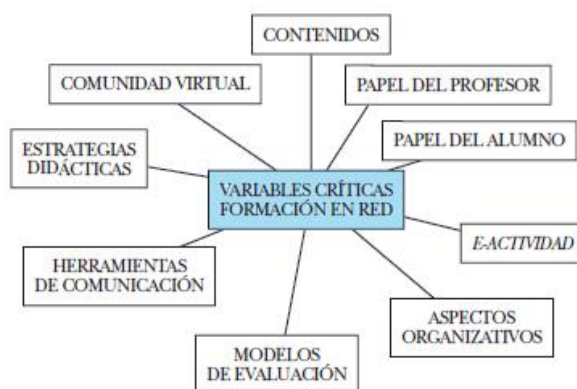 CONTENIDOS
COMUNIDAD VIRTUAL
PAPEL DEL PROFESOR
ESTRATEGIAS
DIDÁCTICAS
PAPEL DEL ALUMNO
VARIABLES CRÍTICAS
FORMACIÓN EN RED
E-ACTIVIDAD
HERRAMIENTAS
DE COMUNICACIÓN
ASPECTOS
ORGANIZATIVOS
MODELOS
DE EVALUACIÓN